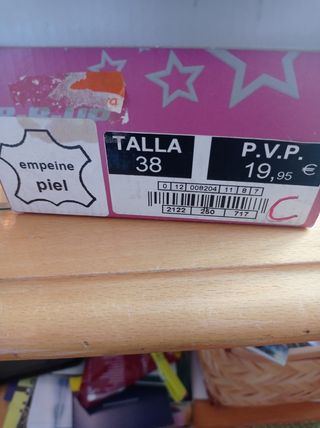 TALLA
38
P.V.P.
19,95 €
empeine
piel
0 12 008204 11 8 7
2122 250 717
C